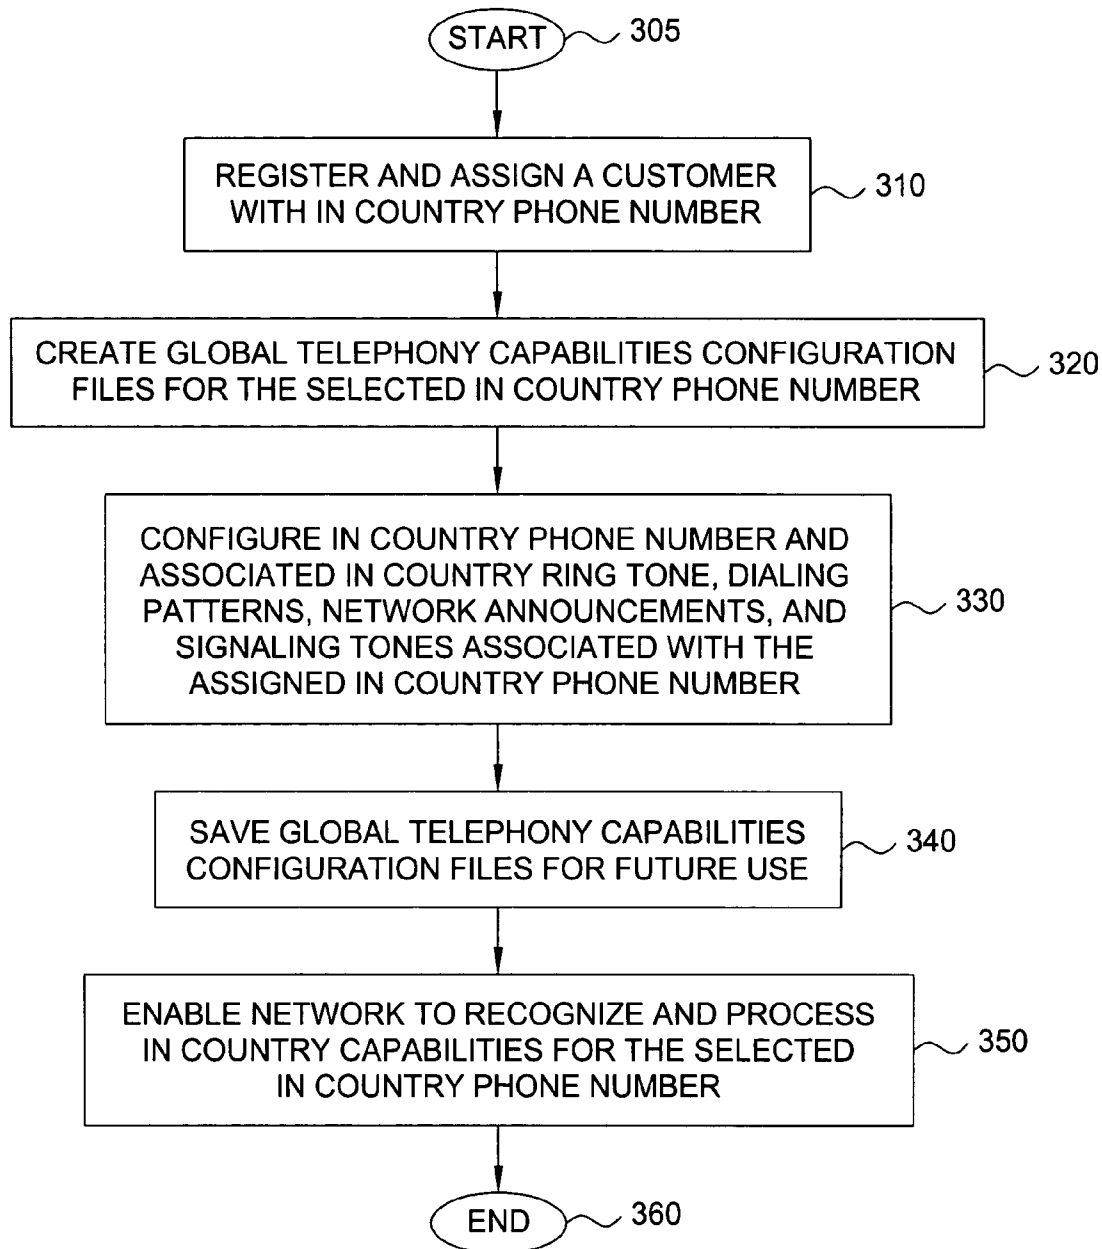 START
305
REGISTER AND ASSIGN A CUSTOMER
WITH IN COUNTRY PHONE NUMBER
310
CREATE GLOBAL TELEPHONY CAPABILITIES CONFIGURATION
FILES FOR THE SELECTED IN COUNTRY PHONE NUMBER
320
CONFIGURE IN COUNTRY PHONE NUMBER AND
ASSOCIATED IN COUNTRY RING TONE, DIALING
PATTERNS, NETWORK ANNOUNCEMENTS, AND
SIGNALING TONES ASSOCIATED WITH THE
ASSIGNED IN COUNTRY PHONE NUMBER
330
SAVE GLOBAL TELEPHONY CAPABILITIES
CONFIGURATION FILES FOR FUTURE USE
340
ENABLE NETWORK TO RECOGNIZE AND PROCESS
IN COUNTRY CAPABILITIES FOR THE SELECTED
IN COUNTRY PHONE NUMBER
350
END
360